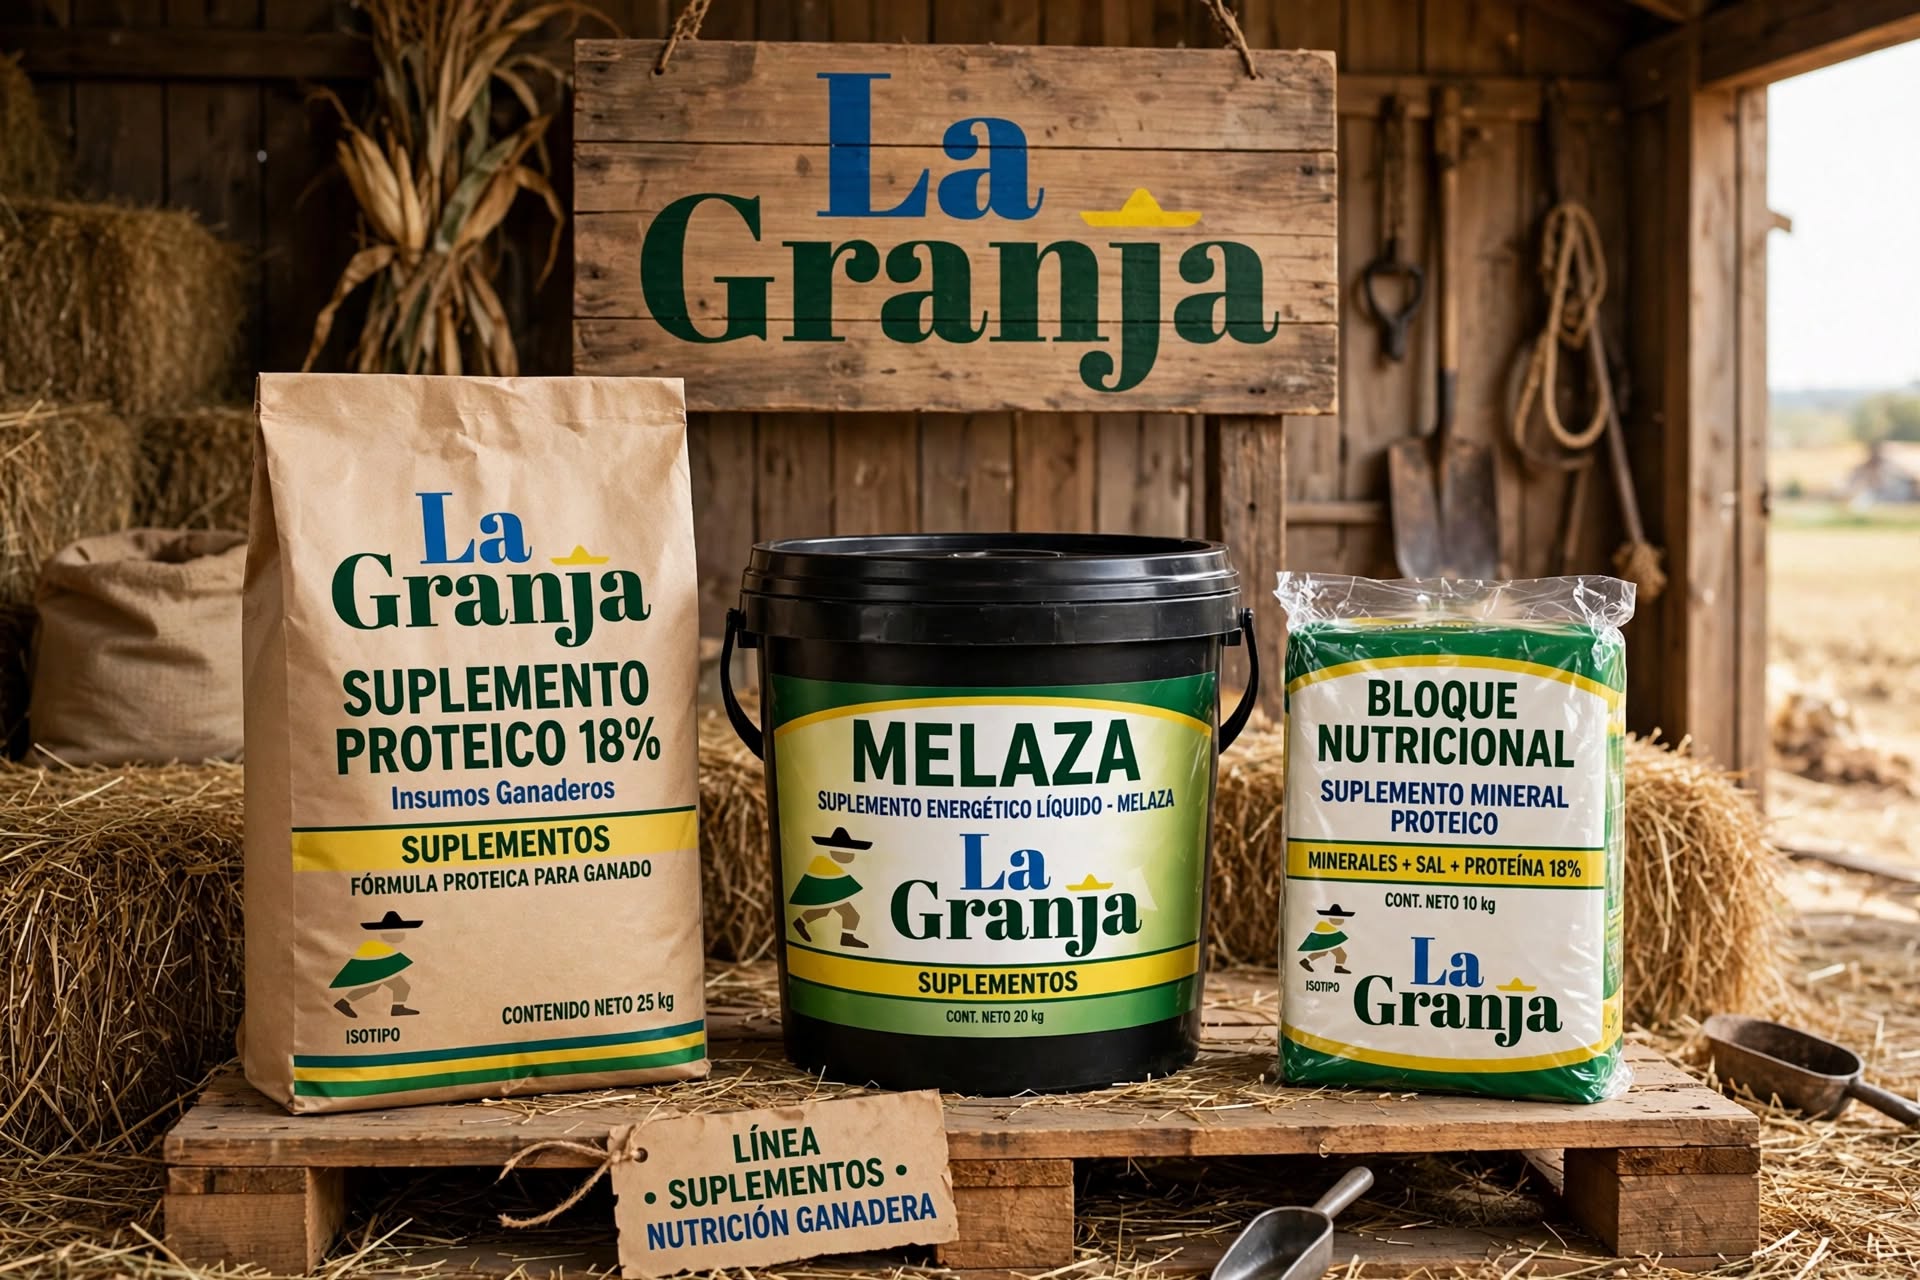 La
Granja
La
Granja
SUPLEMENTO
PROTEICO 18%
Insumos Ganaderos
SUPLEMENTOS
FÓRMULA PROTEICA PARA GANADO
ISOTIPO
CONTENIDO NETO 25 kg
MELAZA
SUPLEMENTO ENERGÉTICO LÍQUIDO - MELAZA
La
Granja
SUPLEMENTOS
CONT. NETO 20 kg
BLOQUE
NUTRICIONAL
SUPLEMENTO MINERAL
PROTEICO
MINERALES + SAL + PROTEÍNA 18%
CONT. NETO 10 kg
ISOTIPO
La
Granja
LÍNEA
• SUPLEMENTOS •
NUTRICIÓN GANADERA